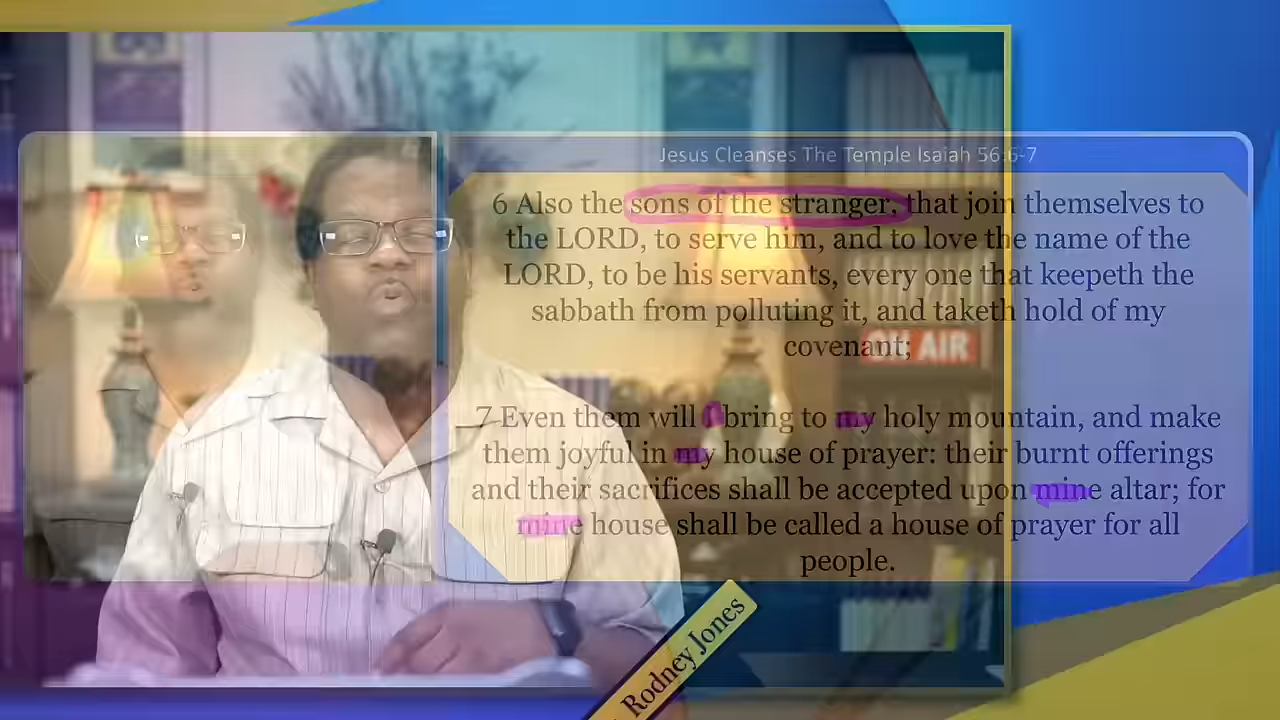 Jesus Cleanses The Temple Isaiah 56:6-7
6 Also the sons of the stranger, that join themselves to
the LORD, to serve him, and to love the name of the
LORD, to be his servants, every one that keepeth the
sabbath from polluting it, and taketh hold of my
covenant;
ON AIR
7 Even them will I bring to my holy mountain, and make
them joyful in my house of prayer: their burnt offerings
and their sacrifices shall be accepted upon mine altar; for
mine house shall be called a house of prayer for all
people.
Rodney Jones